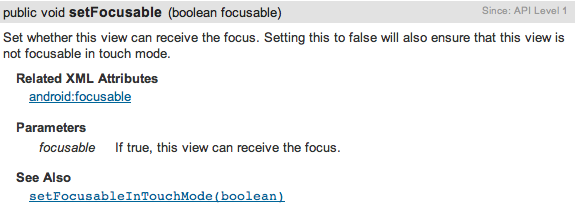 public void setFocusable (boolean focusable) Since: API Level 1
Set whether this view can receive the focus. Setting this to false will also ensure that this view is
not focusable in touch mode.
Related XML Attributes
android:focusable
Parameters
focusable If true, this view can receive the focus.
See Also
setFocusableInTouchMode(boolean)